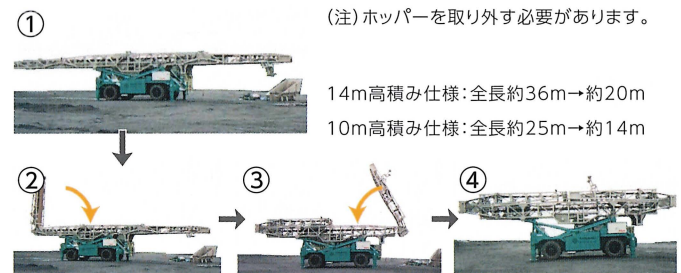 ①
(注)ホッパーを取り外す必要があります。
14m高積み仕様：全長約36m→約20m
10m高積み仕様：全長約25m→約14m
②
③
④